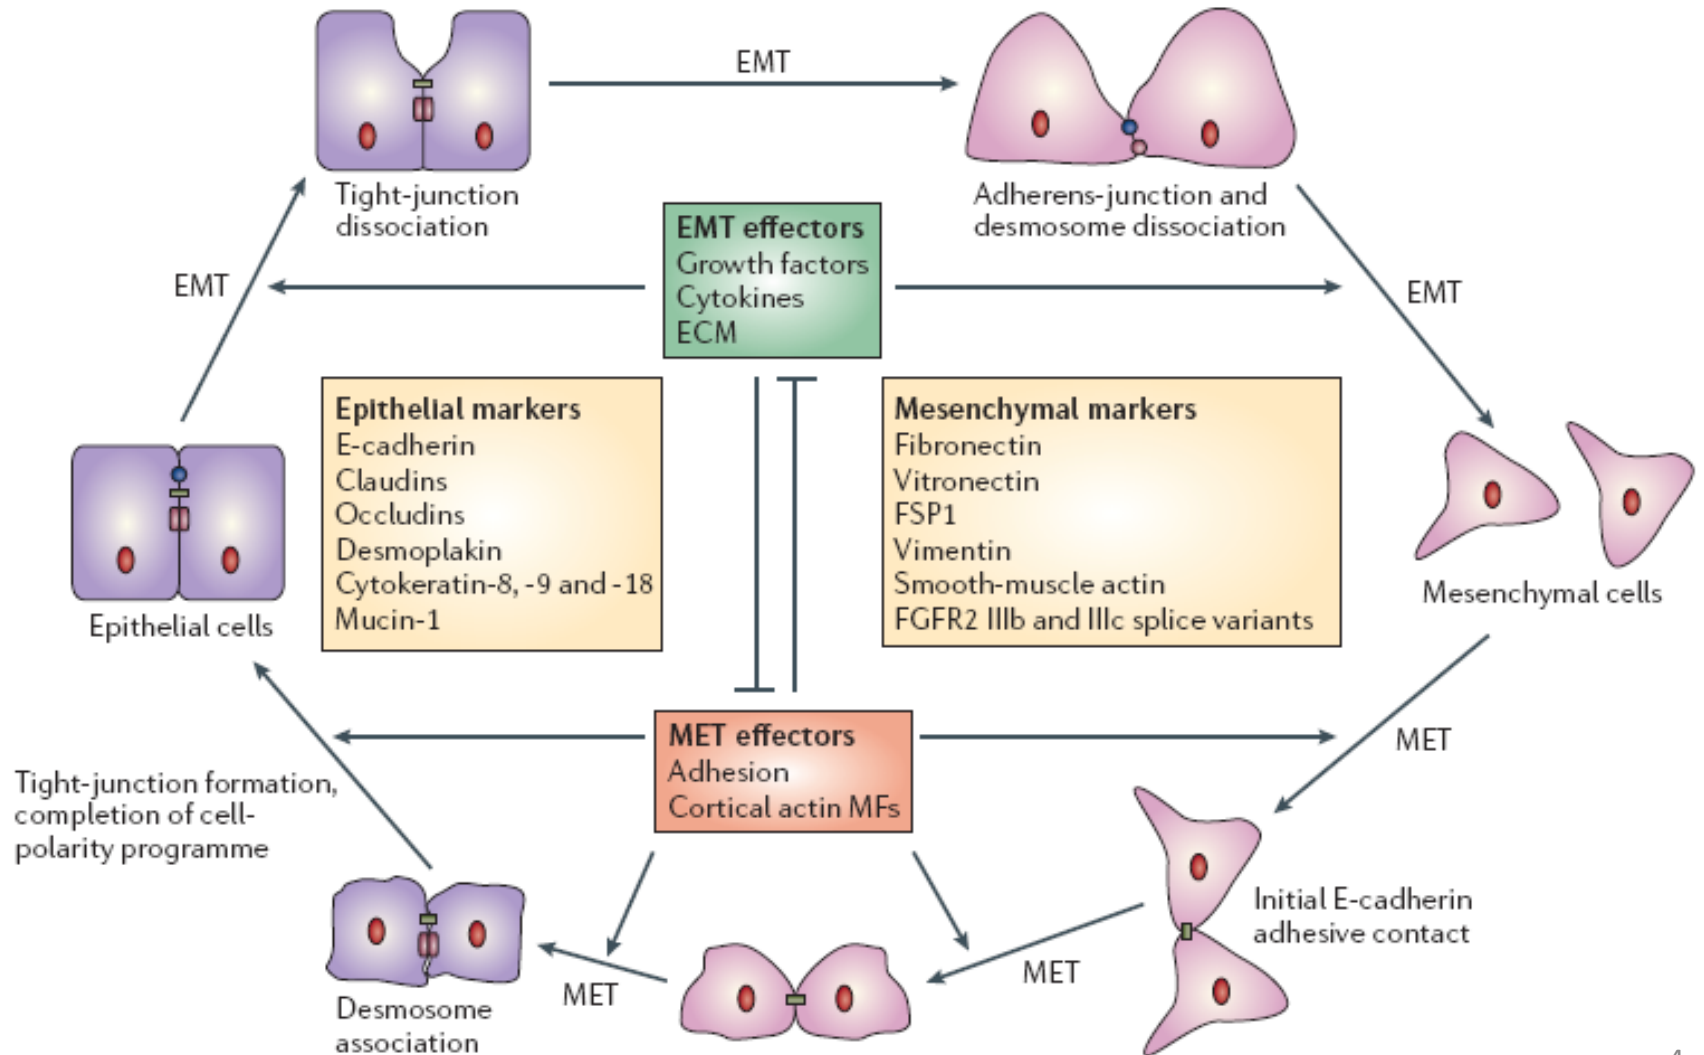 EMT
Tight-junction
dissociation
Adherens-junction and
desmosome dissociation
EMT effectors
Growth factors
Cytokines
ECM
EMT
EMT
Epithelial markers
E-cadherin
Claudins
Occludins
Desmoplakin
Cytokeratin-8, -9 and -18
Mucin-1
Mesenchymal markers
Fibronectin
Vitronectin
FSP1
Vimentin
Smooth-muscle actin
FGFR2 IIIb and IIIc splice variants
Epithelial cells
Mesenchymal cells
MET effectors
Adhesion
Cortical actin MFs
MET
Tight-junction formation,
completion of cell-
polarity programme
Initial E-cadherin
adhesive contact
MET
MET
Desmosome
association